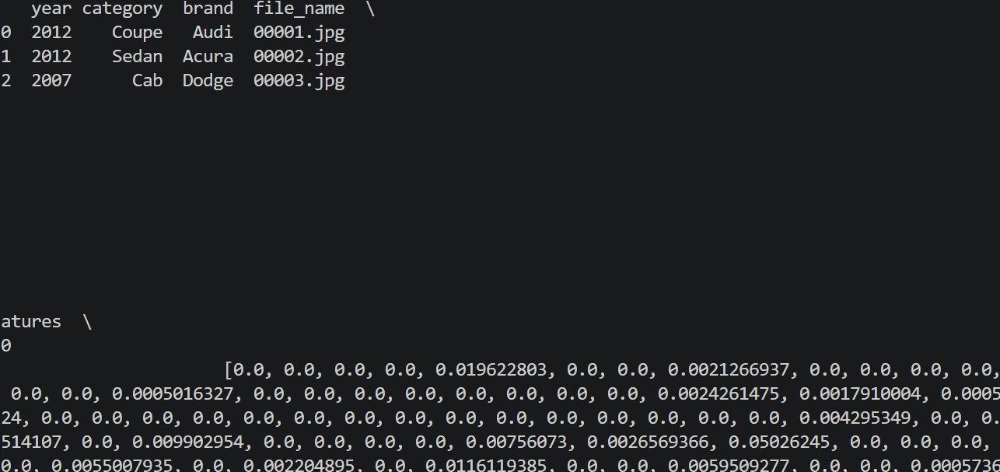 year category brand file_name \
0 2012 Coupe Audi 00001.jpg
1 2012 Sedan Acura 00002.jpg
2 2007 Cab Dodge 00003.jpg
atures \
0
[0.0, 0.0, 0.0, 0.0, 0.019622803, 0.0, 0.0, 0.0021266937, 0.0, 0.0, 0.0, 0.0,
0.0, 0.0, 0.0005016327, 0.0, 0.0, 0.0, 0.0, 0.0, 0.0, 0.0, 0.0, 0.0024261475, 0.0017910004, 0.0005
24, 0.0, 0.0, 0.0, 0.0, 0.0, 0.0, 0.0, 0.0, 0.0, 0.0, 0.0, 0.0, 0.0, 0.0, 0.0, 0.004295349, 0.0, 0.
514107, 0.0, 0.009902954, 0.0, 0.0, 0.0, 0.0, 0.00756073, 0.0026569366, 0.05026245, 0.0, 0.0, 0.0,
0.0, 0.0055007935, 0.0, 0.002204895, 0.0, 0.0116119385, 0.0, 0.0, 0.0059509277, 0.0, 0.0, 0.0005736